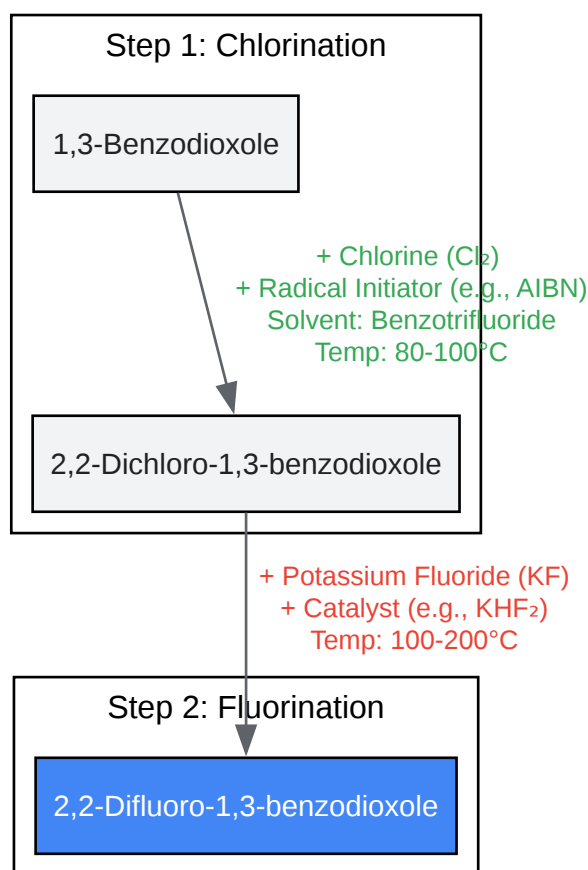 Step 1: Chlorination
1,3-Benzodioxole
+ Chlorine (Cl₂)
+ Radical Initiator (e.g., AIBN)
Solvent: Benzotrifluoride
Temp: 80-100°C
2,2-Dichloro-1,3-benzodioxole
+ Potassium Fluoride (KF)
+ Catalyst (e.g., KHF₂)
Temp: 100-200°C
Step 2: Fluorination
2,2-Difluoro-1,3-benzodioxole